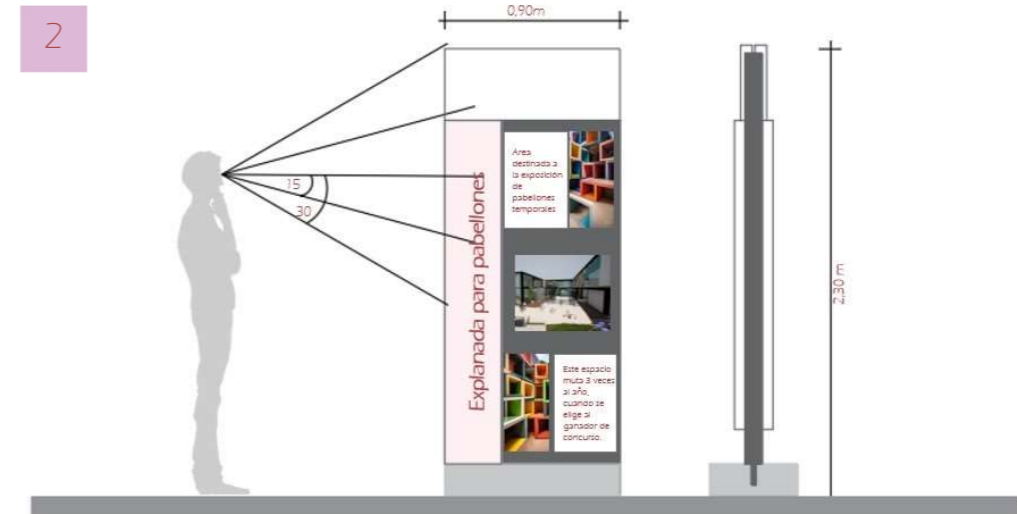 2
0,90m
15
30
Explanada para pabellones
Area
destinada a
la exposición
de
pabellones
temporales
Este espacio
muta 3 veces
al año,
cuando se
elige al
ganador de
concurso.
2,30 m